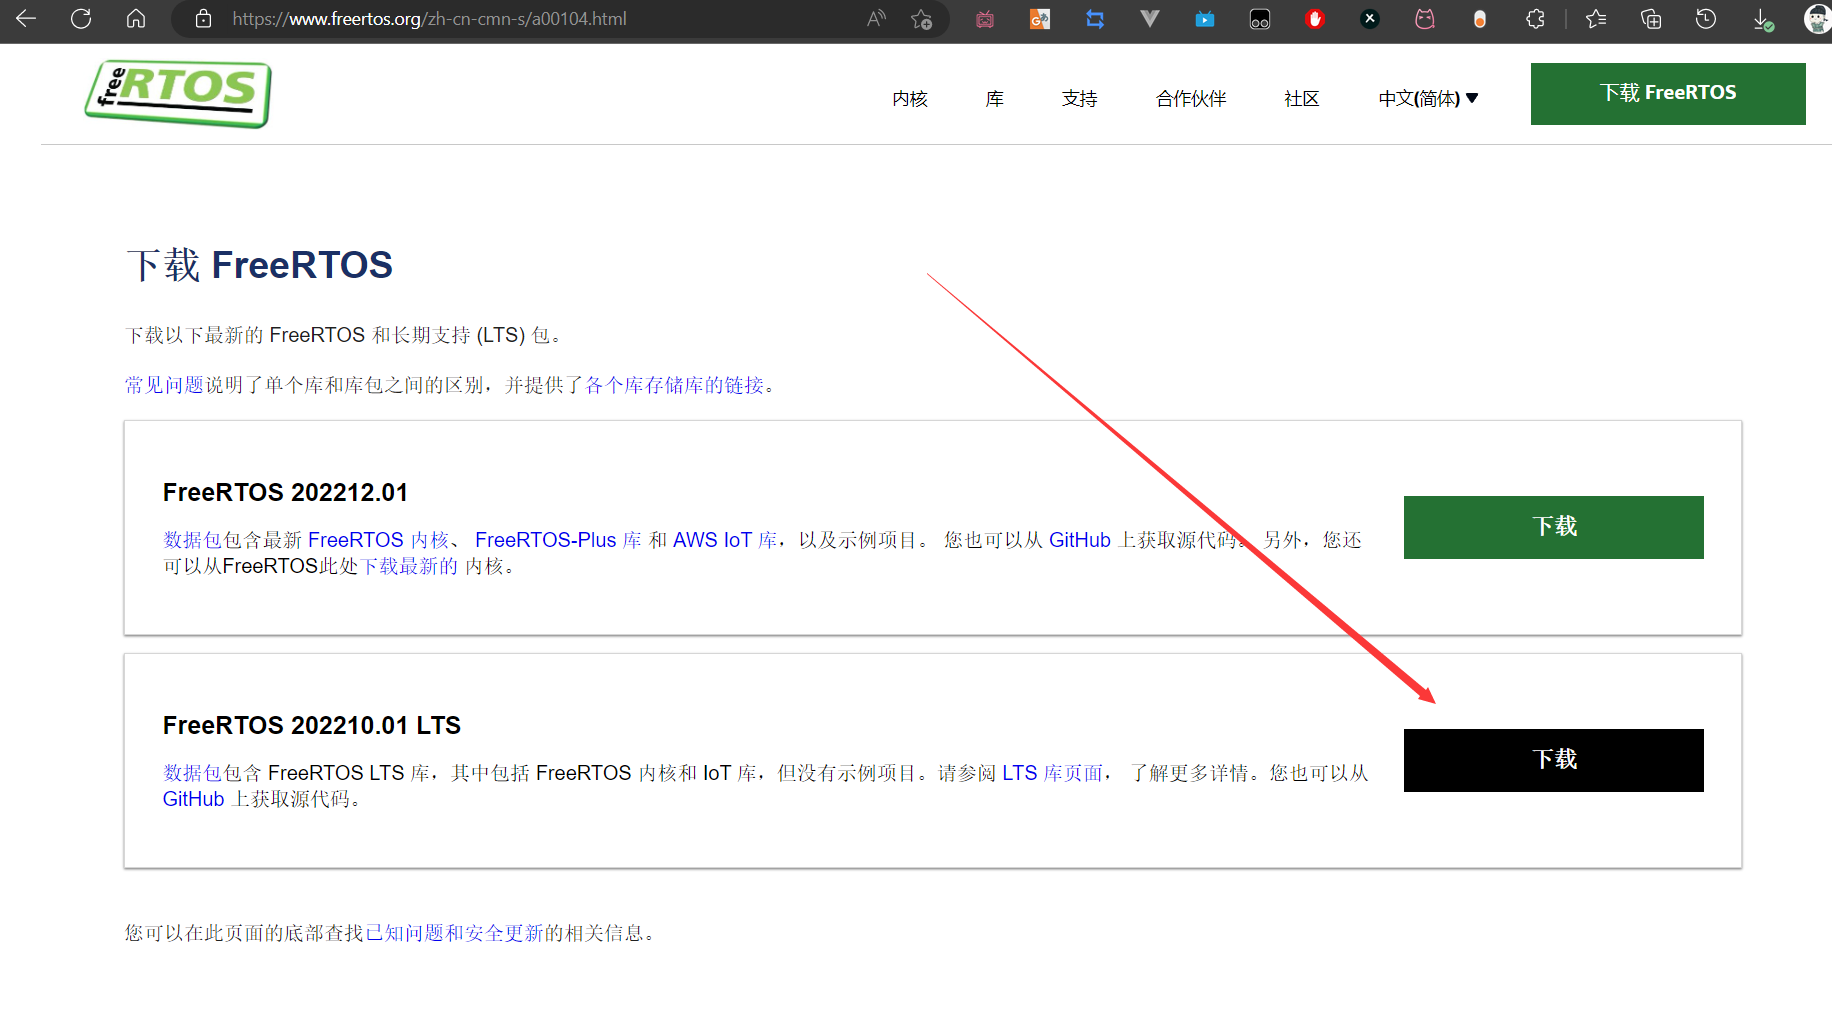 https://www.freertos.org/zh-cn-cmn-s/a00104.html
free RTOS
内核 库 支持 合作伙伴 社区 中文(简体) 下载 FreeRTOS
下载 FreeRTOS
下载以下最新的 FreeRTOS 和长期支持 (LTS) 包。
常见问题说明了单个库和库包之间的区别，并提供了各个库存储库的链接。
FreeRTOS 202212.01
数据包包含最新 FreeRTOS 内核、 FreeRTOS-Plus 库 和 AWS IoT 库，以及示例项目。 您也可以从 GitHub 上获取源代码。 另外，您还
可以从FreeRTOS此处下载最新的 内核。
下载
FreeRTOS 202210.01 LTS
数据包包含 FreeRTOS LTS 库，其中包括 FreeRTOS 内核和 IoT 库，但没有示例项目。请参阅 LTS 库页面， 了解更多详情。您也可以从
GitHub 上获取源代码。
下载
您可以在此页面的底部查找已知问题和安全更新的相关信息。